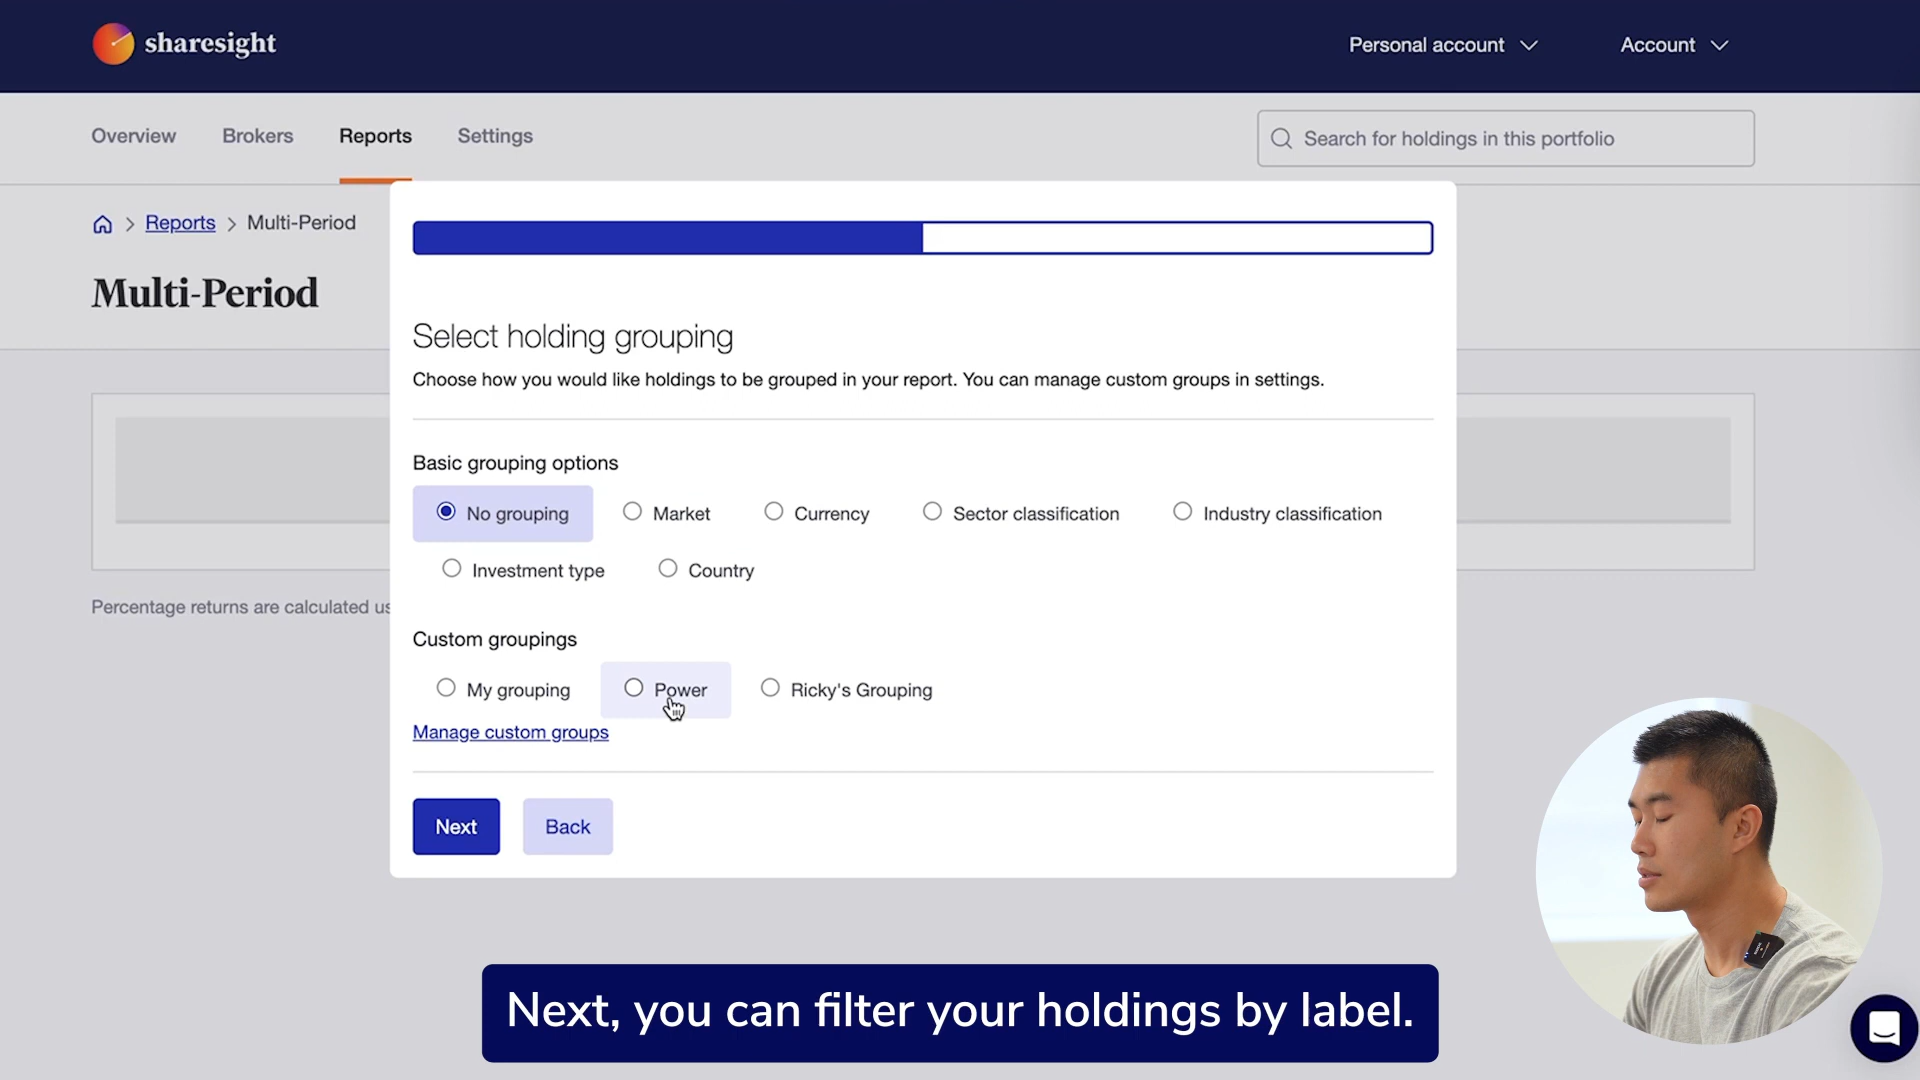 sharesight
Personal account
Account
Overview
Brokers
Reports
Settings
Search for holdings in this portfolio
Reports
Multi-Period
Multi-Period
Select holding grouping
Choose how you would like holdings to be grouped in your report. You can manage custom groups in settings.
Basic grouping options
No grouping
Market
Currency
Sector classification
Industry classification
Investment type
Country
Percentage returns are calculated us
Custom groupings
My grouping
Power
Ricky's Grouping
Manage custom groups
Next
Back
Next, you can filter your holdings by label.